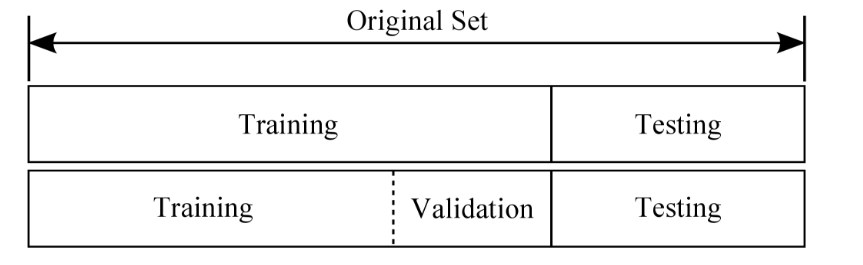 Original Set
Training Testing
Training Validation Testing